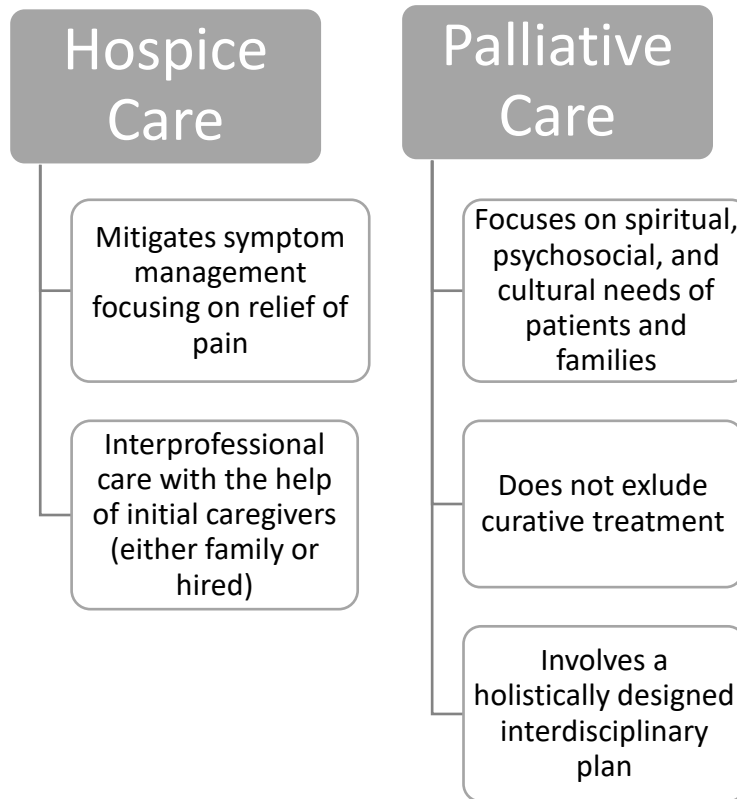 Hospice
Care
Mitigates symptom
management
focusing on relief of
pain
Interprofessional
care with the help
of initial caregivers
(either family or
hired)
Palliative
Care
Focuses on spiritual,
psychosocial, and
cultural needs of
patients and
families
Does not exlude
curative treatment
Involves a
holistically designed
interdisciplinary
plan